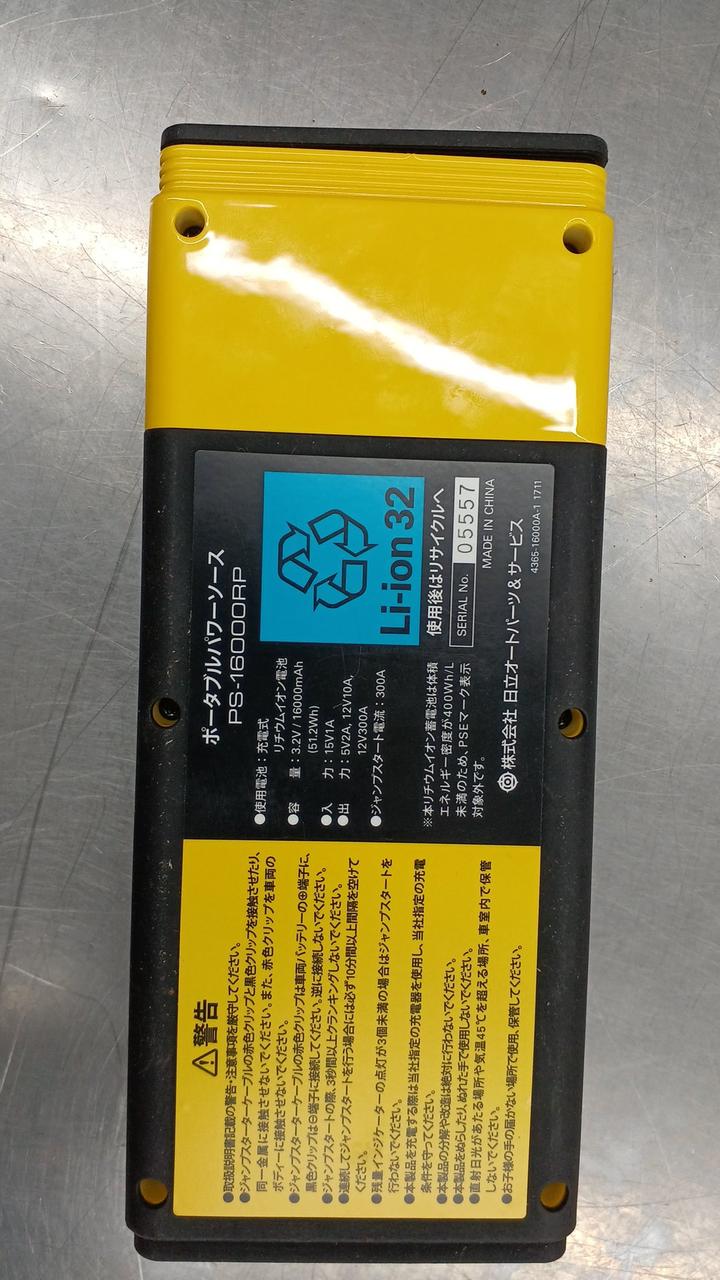 ポータブルパワーソース
PS-16000RP
●使用電池：充電式
リチウムイオン電池
●容　量：3.2V/16000mAh
(51.2Wh)
●入　力：15V1A
●出　力：5V2A, 12V10A,
12V300A
●ジャンプスタート電流：300A
※本リチウムイオン蓄電池は体積
エネルギー密度が400Wh/L
未満のため、PSEマーク表示
対象外です。
Li-ion 32
使用後はリサイクルへ
SERIAL No. 05557
MADE IN CHINA
株式会社 日立オートパーツ&サービス
4365-16000A-1 1711
⚠警告
●取扱説明書記載の警告・注意事項を厳守してください。
●ジャンプスターターケーブルの赤色クリップと黒色クリップを接触させたり、
同一金属に接触させないでください。また、赤色クリップを車両の
ボディーに接触させないでください。
●ジャンプスターターケーブルの赤色クリップは車両バッテリーの⊕端子に、
黒色クリップは⊖端子に接続してください。逆に接続しないでください。
●ジャンプスタートの際、3秒間以上クランキングしないでください。
●連続してジャンプスタートを行う場合には必ず10分間以上間隔を空けて
ください。
●残量インジケーターの点灯が3個未満の場合はジャンプスタートを
行わないでください。
●本製品を充電する際は当社指定の充電器を使用し、当社指定の充電
条件を守ってください。
●本製品の分解や改造は絶対に行わないでください。
●本製品をぬらしたり、ぬれた手で使用しないでください。
●直射日光があたる場所や気温45℃を超える場所、車室内で保管
しないでください。
●お子様の手の届かない場所で使用、保管してください。